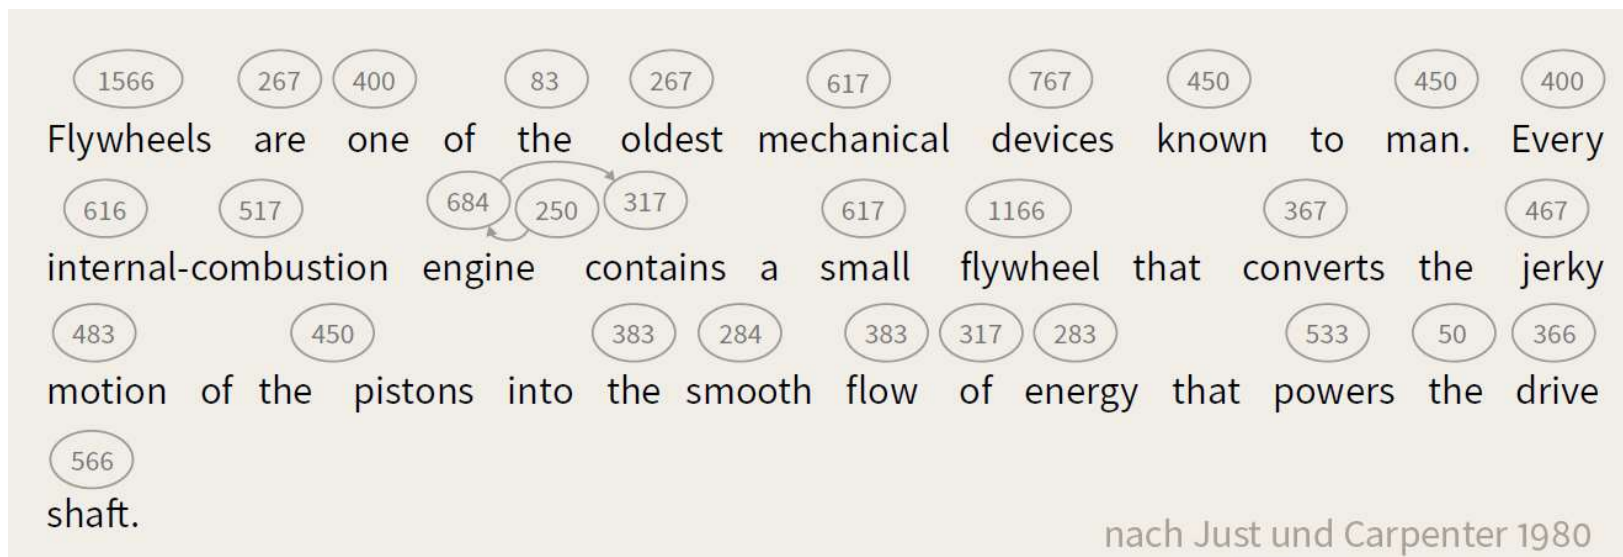 1566 267 400 83 267 617 767 450 450 400
Flywheels are one of the oldest mechanical devices known to man. Every
616 517 684 250 317 617 1166 367 467
internal-combustion engine contains a small flywheel that converts the jerky
483 450 383 284 383 317 283 533 50 366
motion of the pistons into the smooth flow of energy that powers the drive
566
shaft.
nach Just und Carpenter 1980